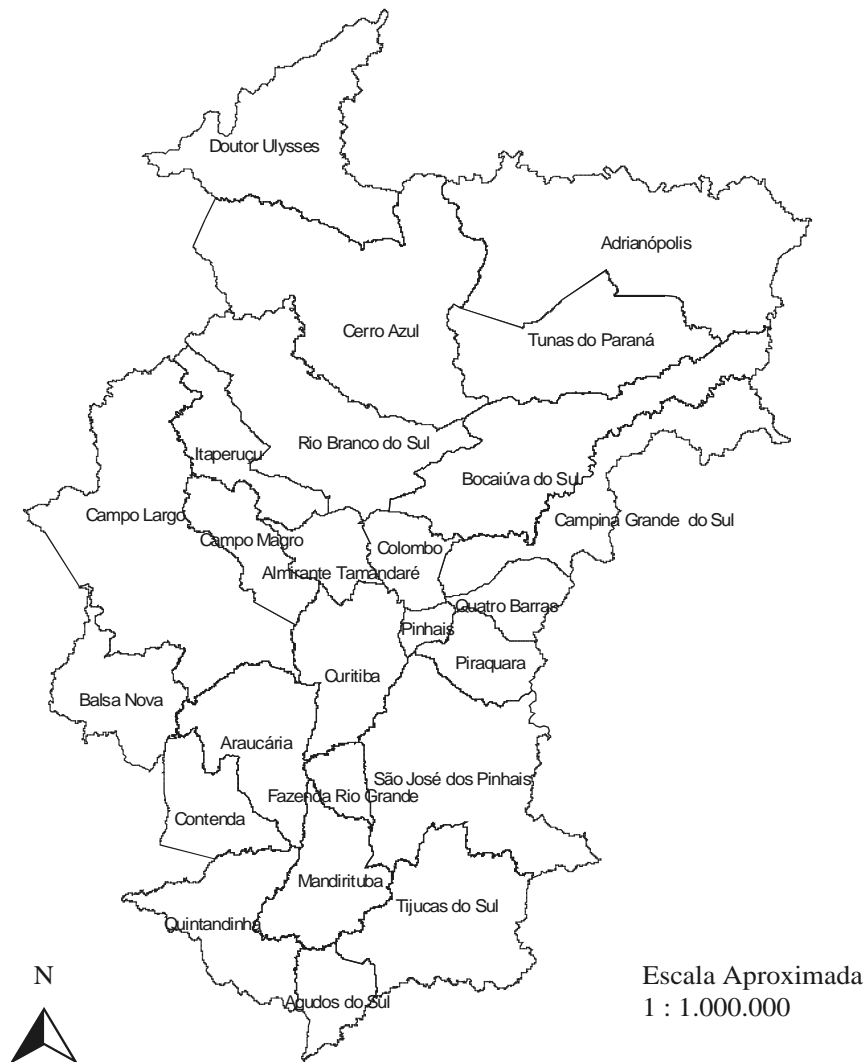 Doutor Ulysses
Adrianópolis
Cerro Azul
Tunas do Paraná
Rio Branco do Sul
Itaperuçu
Bocaiúva do Sul
Campo Largo
Campina Grande do Sul
Campo Magro
Colombo
Almirante Tamandaré
Quatro Barras
Pinhais
Piraquara
Curitiba
Balsa Nova
Araucária
São José dos Pinhais
Fazenda Rio Grande
Contenda
Mandirituba
Tijucas do Sul
Quintandinha
N
Escala Aproximada
Agudos do Sul
1 : 1.000.000